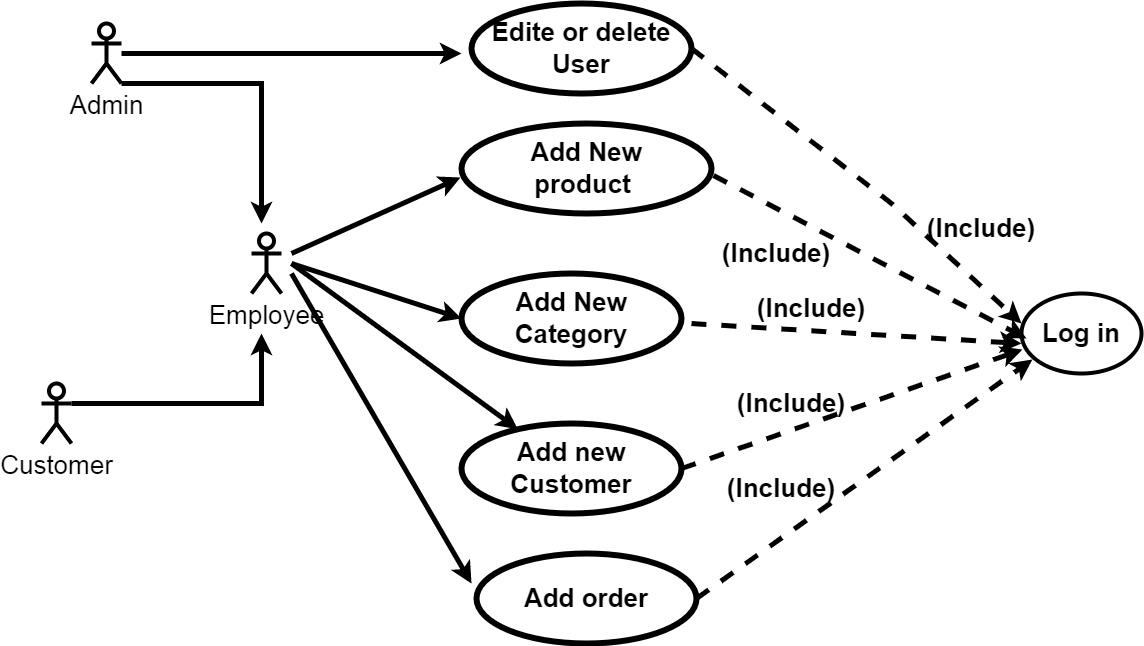 Edite or delete
User
Admin
Add New
product
(Include)
(Include)
Employee
Add New
Category
(Include)
Log in
Customer
Add new
Customer
(Include)
(Include)
Add order